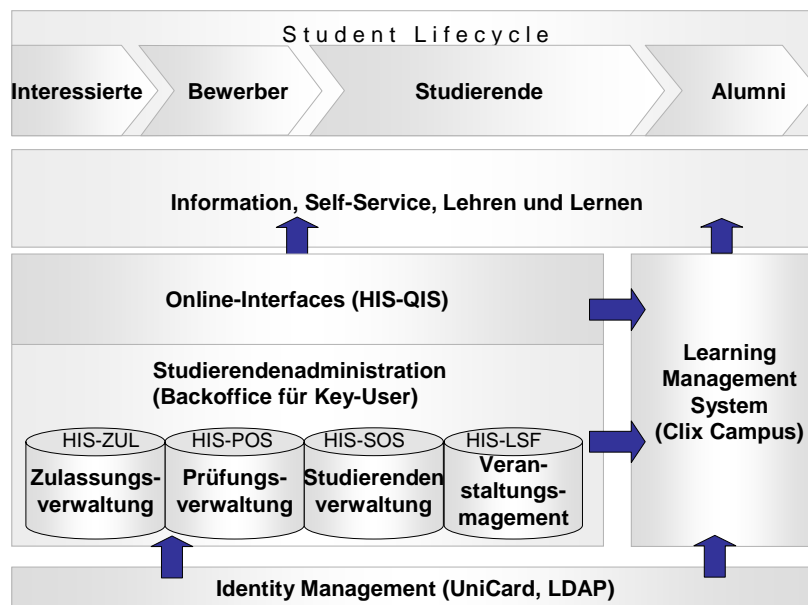 Student Lifecycle
Interessierte
Bewerber
Studierende
Alumni
Information, Self-Service, Lehren und Lernen
Online-Interfaces (HIS-QIS)
Studierendenadministration
(Backoffice für Key-User)
HIS-ZUL
Zulassungs-
verwaltung
HIS-POS
Prüfungs-
verwaltung
HIS-SOS
Studierenden
verwaltung
HIS-LSF
Veran-
staltungs-
magement
Learning
Management
System
(Clix Campus)
Identity Management (UniCard, LDAP)